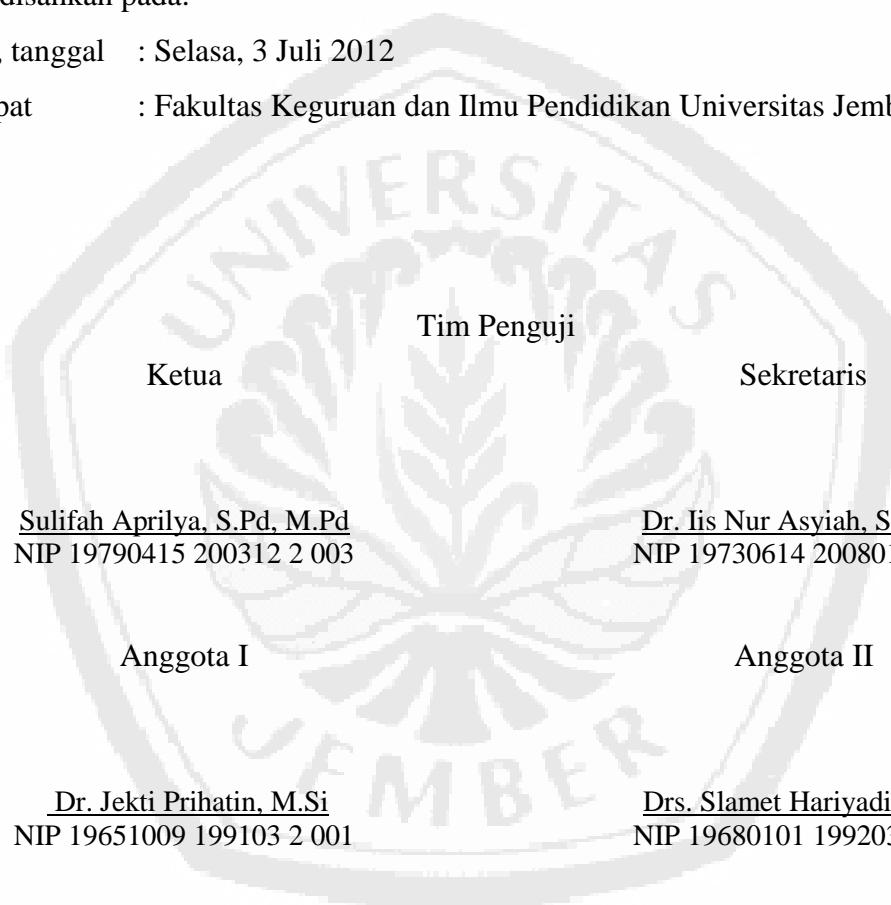 disahkan pada:
, tanggal : Selasa, 3 Juli 2012
pat : Fakultas Keguruan dan Ilmu Pendidikan Universitas Jemb
UNIVERSITAS
Tim Penguji
Ketua Sekretaris
Sulifah Aprilya, S.Pd, M.Pd Dr. Iis Nur Asyiah, S
NIP 19790415 200312 2 003 NIP 19730614 200801
Anggota I Anggota II
JEMBER
Dr. Jekti Prihatin, M.Si Drs. Slamet Hariyadi
NIP 19651009 199103 2 001 NIP 19680101 199203